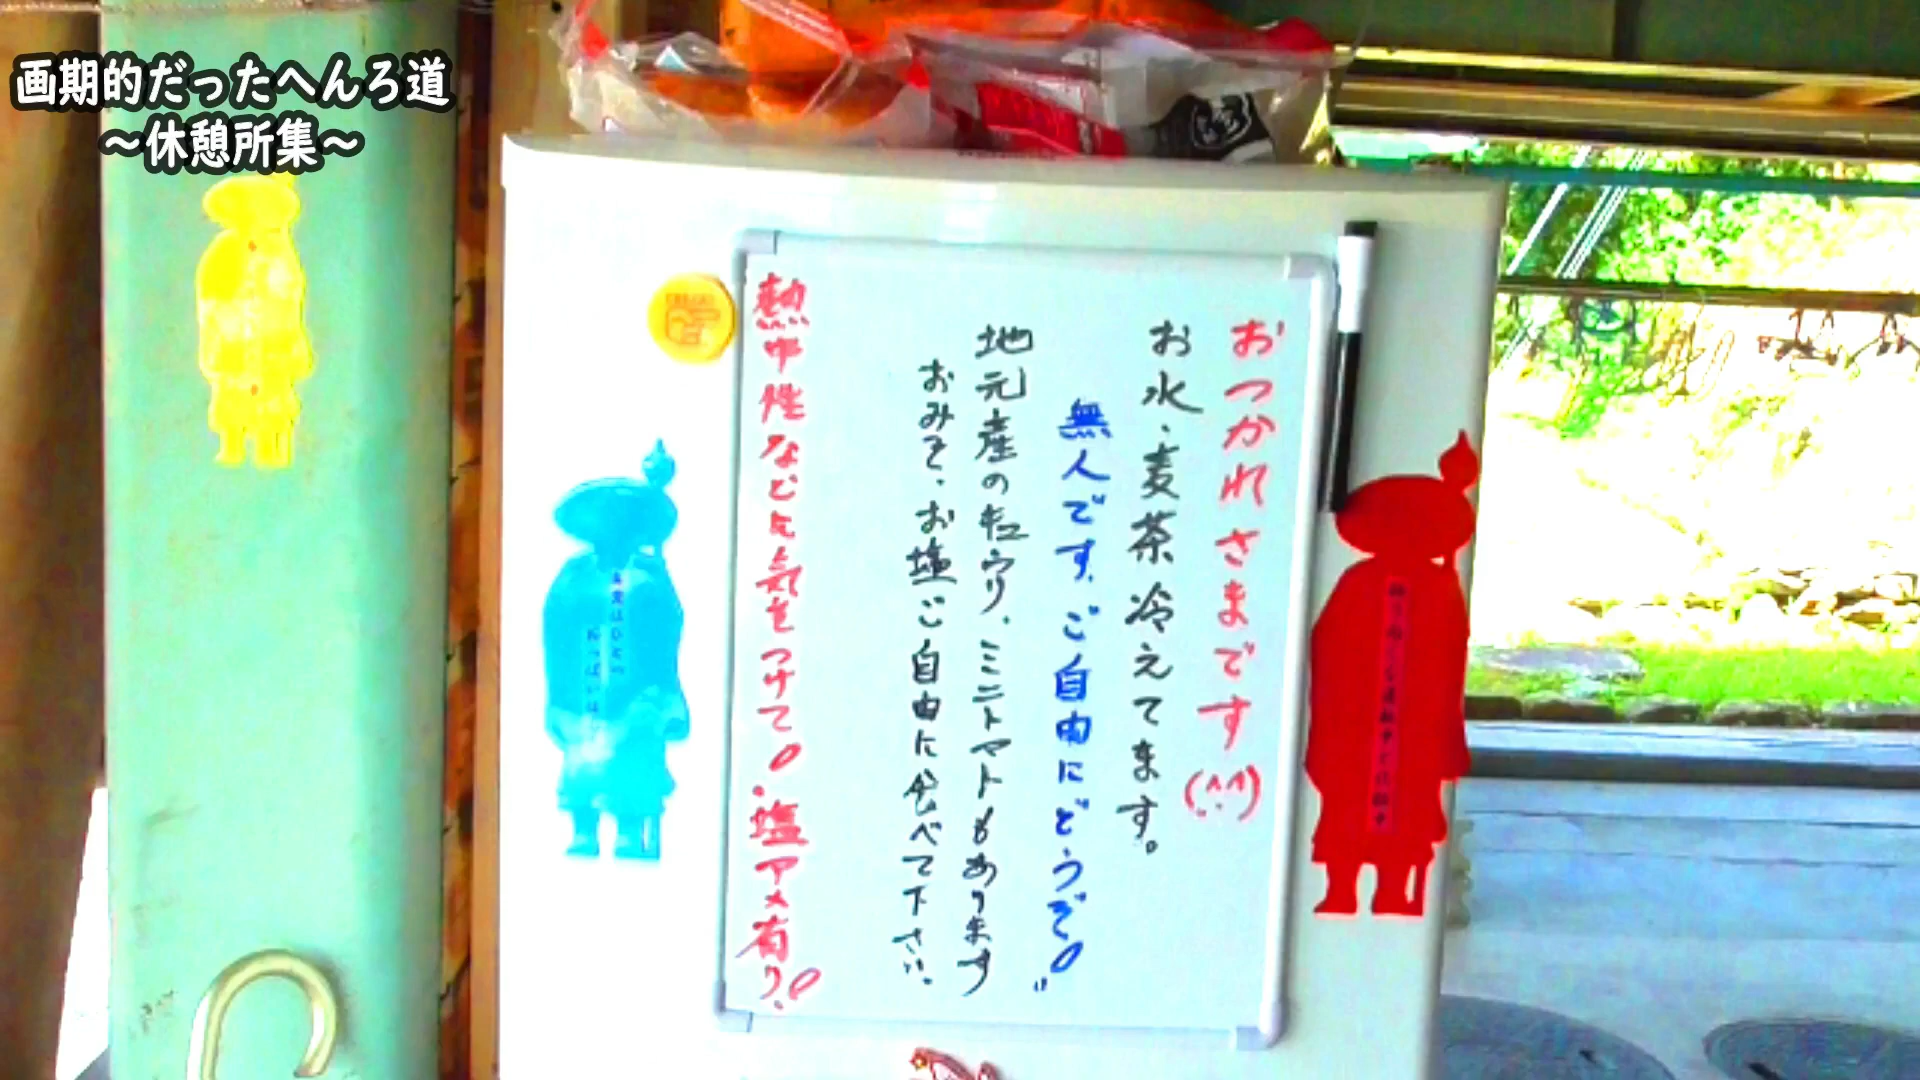 画期的だったへんろ道
～休憩所集～
おつかれさまです(^^)
お水・麦茶冷えてます。
無人です、ご自由にどうぞ！
地元産のキュウリ、ミニトマトもあります
おみそ、お塩ご自由に食べて下さい。
熱中性などに気をつけて！塩アメ有り！